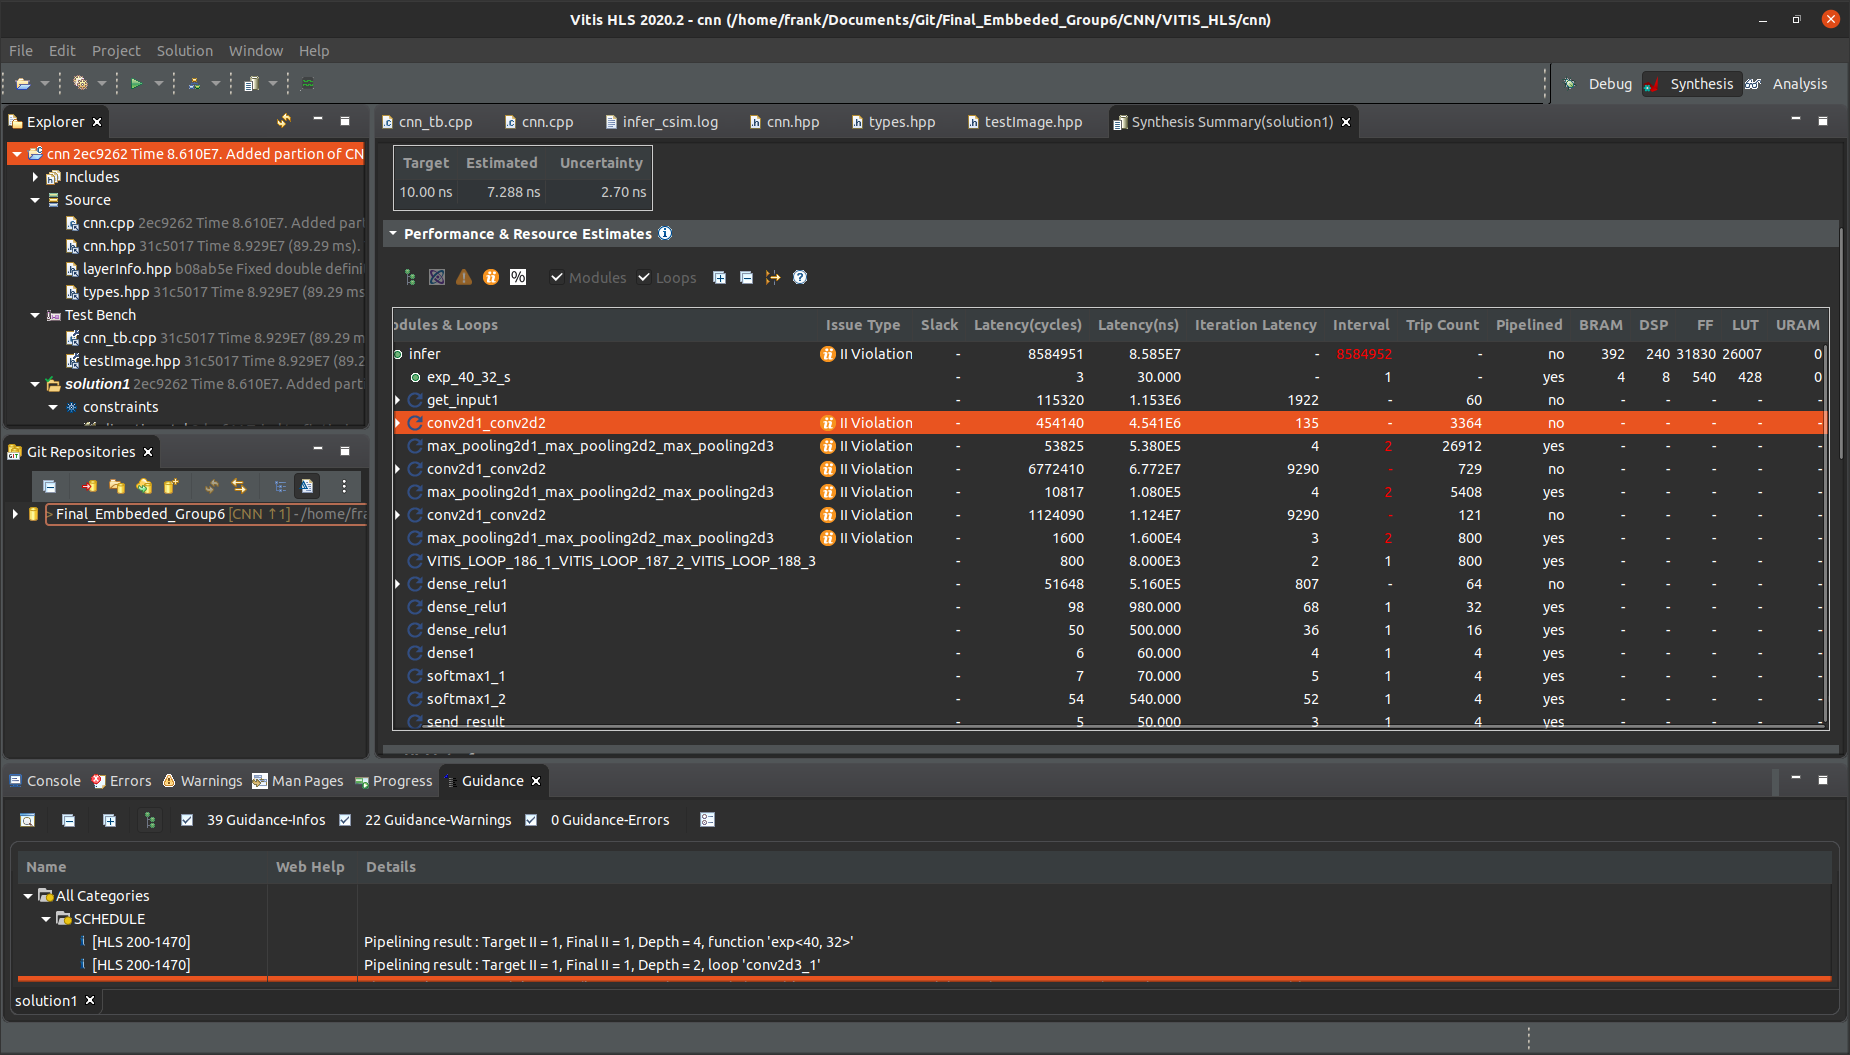 Vitis HLS 2020.2 - cnn (/home/frank/Documents/Git/Final_Embbeded_Group6/CNN/VITIS_HLS/cnn)
File Edit Project Solution Window Help
Debug Synthesis Analysis
Explorer
cnn 2ec9262 Time 8.610E7. Added partion of CN
Includes
Source
cnn.cpp 2ec9262 Time 8.610E7. Added part
cnn.hpp 31c5017 Time 8.929E7 (89.29 ms).
layerInfo.hpp b08ab5e Fixed double defini
types.hpp 31c5017 Time 8.929E7 (89.29 ms
Test Bench
cnn_tb.cpp 31c5017 Time 8.929E7 (89.29 m
testImage.hpp 31c5017 Time 8.929E7 (89.2
solution1 2ec9262 Time 8.610E7. Added part
constraints
Git Repositories
> Final_Embbeded_Group6 [CNN ↑1] - /home/fra
cnn_tb.cpp cnn.cpp infer_csim.log cnn.hpp types.hpp testImage.hpp Synthesis Summary(solution1)
Target Estimated Uncertainty
10.00 ns 7.288 ns 2.70 ns
Performance & Resource Estimates
% Modules Loops
odules & Loops Issue Type Slack Latency(cycles) Latency(ns) Iteration Latency Interval Trip Count Pipelined BRAM DSP FF LUT URAM
infer II Violation - 8584951 8.585E7 - 8584952 - no 392 240 31830 26007 0
exp_40_32_s - 3 30.000 - 1 - yes 4 8 540 428 0
get_input1 - 115320 1.153E6 1922 - 60 no - - - - -
conv2d1_conv2d2 II Violation - 454140 4.541E6 135 - 3364 no - - - - -
max_pooling2d1_max_pooling2d2_max_pooling2d3 II Violation - 53825 5.380E5 4 2 26912 yes - - - - -
conv2d1_conv2d2 II Violation - 6772410 6.772E7 9290 - 729 no - - - - -
max_pooling2d1_max_pooling2d2_max_pooling2d3 II Violation - 10817 1.080E5 4 2 5408 yes - - - - -
conv2d1_conv2d2 II Violation - 1124090 1.124E7 9290 - 121 no - - - - -
max_pooling2d1_max_pooling2d2_max_pooling2d3 II Violation - 1600 1.600E4 3 2 800 yes - - - - -
VITIS_LOOP_186_1_VITIS_LOOP_187_2_VITIS_LOOP_188_3 - 800 8.000E3 2 1 800 yes - - - - -
dense_relu1 - 51648 5.160E5 807 - 64 no - - - - -
dense_relu1 - 98 980.000 68 1 32 yes - - - - -
dense_relu1 - 50 500.000 36 1 16 yes - - - - -
dense1 - 6 60.000 4 1 4 yes - - - - -
softmax1_1 - 7 70.000 5 1 4 yes - - - - -
softmax1_2 - 54 540.000 52 1 4 yes - - - - -
send_result - 5 50.000 3 1 4 yes - - - - -
Console Errors Warnings Man Pages Progress Guidance
39 Guidance-Infos 22 Guidance-Warnings 0 Guidance-Errors
Name Web Help Details
All Categories
SCHEDULE
[HLS 200-1470] Pipelining result : Target II = 1, Final II = 1, Depth = 4, function 'exp<40, 32>'
[HLS 200-1470] Pipelining result : Target II = 1, Final II = 1, Depth = 2, loop 'conv2d3_1'
solution1